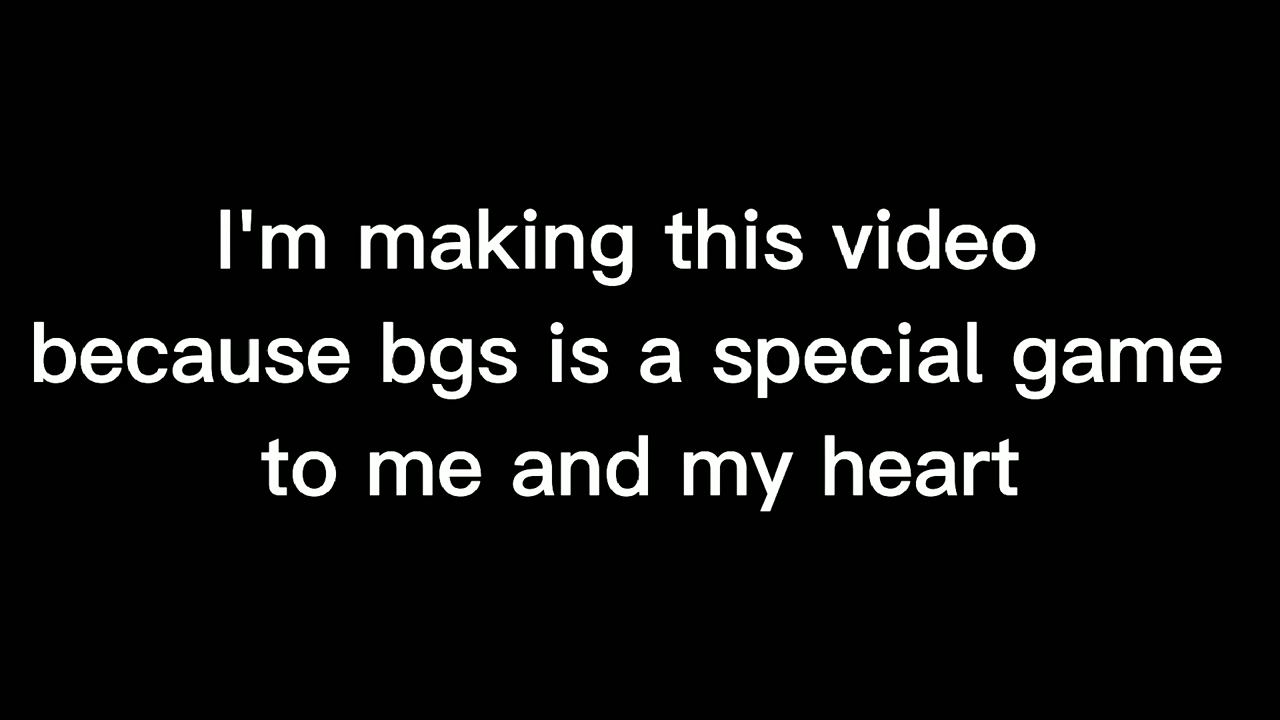 I'm making this video
because bgs is a special game
to me and my heart